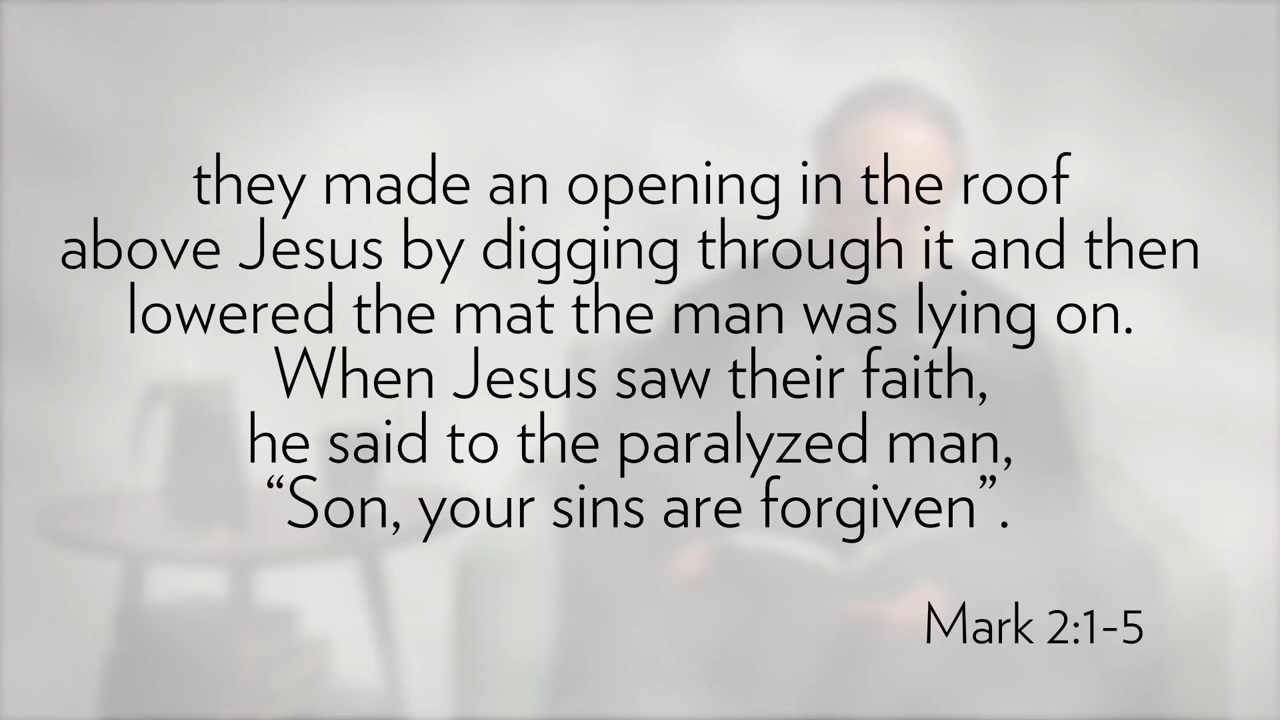 they made an opening in the roof
above Jesus by digging through it and then
lowered the mat the man was lying on.
When Jesus saw their faith,
he said to the paralyzed man,
“Son, your sins are forgiven”.
Mark 2:1-5